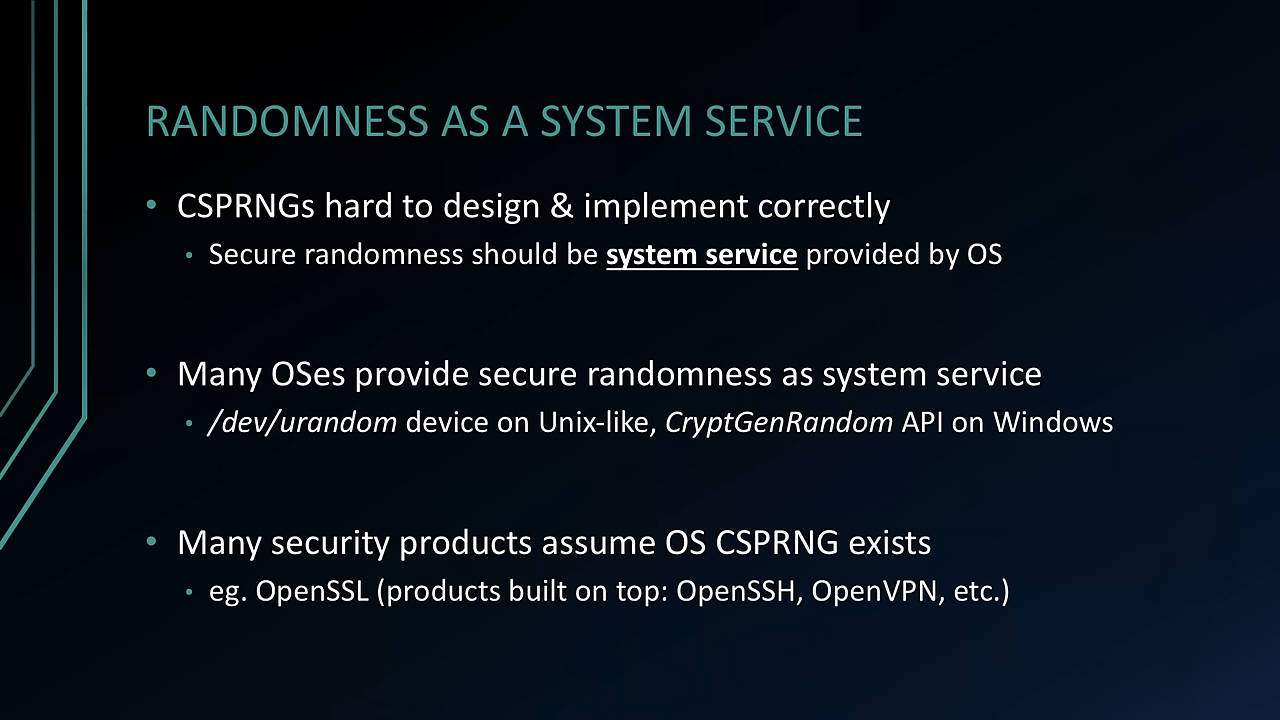 RANDOMNESS AS A SYSTEM SERVICE
• CSPRNGs hard to design & implement correctly
• Secure randomness should be system service provided by OS
• Many OSes provide secure randomness as system service
• /dev/urandom device on Unix-like, CryptGenRandom API on Windows
• Many security products assume OS CSPRNG exists
• eg. OpenSSL (products built on top: OpenSSH, OpenVPN, etc.)